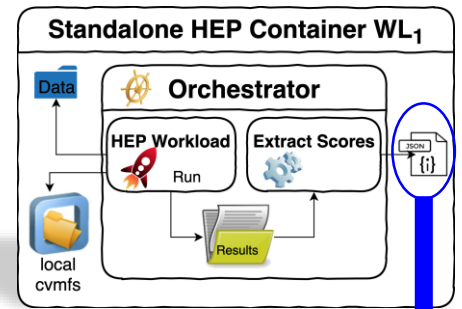 Standalone HEP Container WL1
Data
Orchestrator
HEP Workload
Run
Extract Scores
JSON
{i}
Results
local
cvmfs